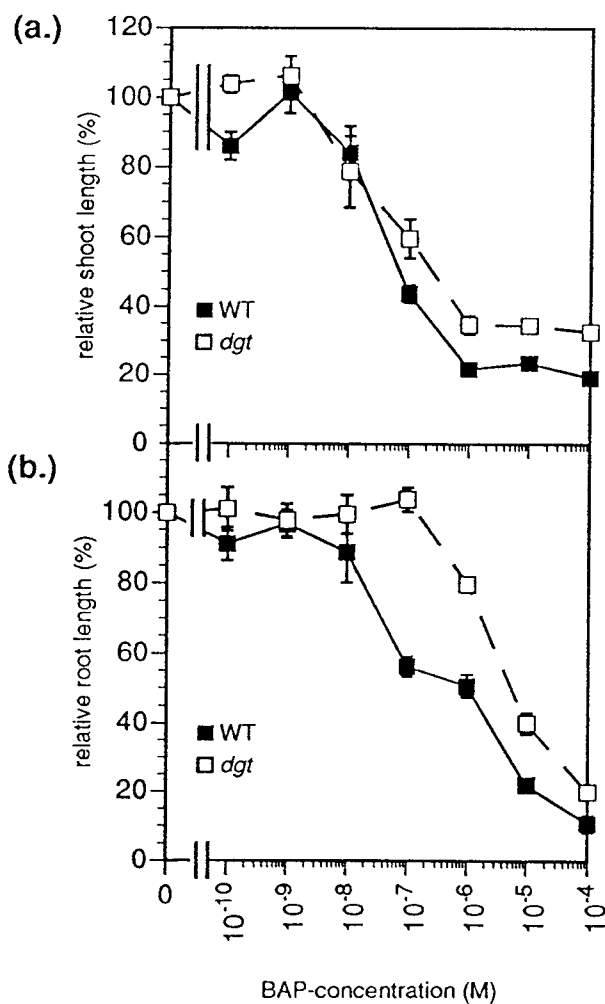 (a.)
120
100
80
60
40
20
0
relative shoot length (%)
WT
dgt
(b.)
100
80
60
40
20
0
relative root length (%)
WT
dgt
0
10⁻¹⁰
10⁻⁹
10⁻⁸
10⁻⁷
10⁻⁶
10⁻⁵
10⁻⁴
BAP-concentration (M)